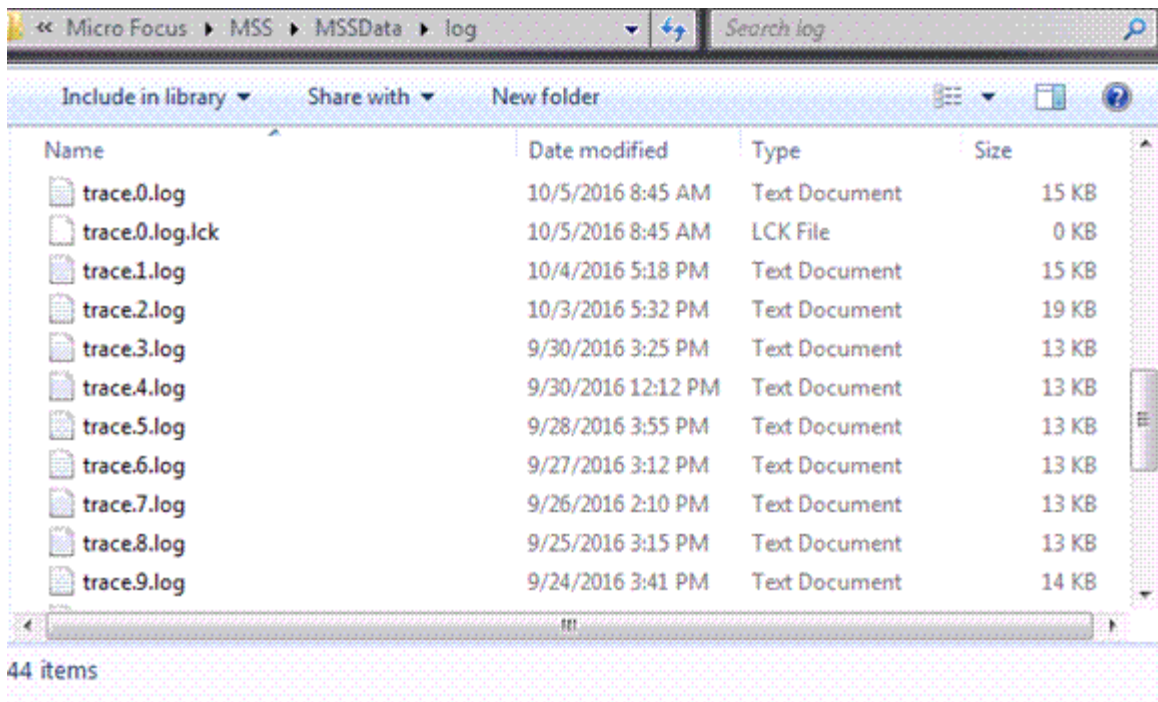 « Micro Focus ▸ MSS ▸ MSSData ▸ log Search log
Include in library Share with New folder
Name Date modified Type Size
trace.0.log 10/5/2016 8:45 AM Text Document 15 KB
trace.0.log.lck 10/5/2016 8:45 AM LCK File 0 KB
trace.1.log 10/4/2016 5:18 PM Text Document 15 KB
trace.2.log 10/3/2016 5:32 PM Text Document 19 KB
trace.3.log 9/30/2016 3:25 PM Text Document 13 KB
trace.4.log 9/30/2016 12:12 PM Text Document 13 KB
trace.5.log 9/28/2016 3:55 PM Text Document 13 KB
trace.6.log 9/27/2016 3:12 PM Text Document 13 KB
trace.7.log 9/26/2016 2:10 PM Text Document 13 KB
trace.8.log 9/25/2016 3:15 PM Text Document 13 KB
trace.9.log 9/24/2016 3:41 PM Text Document 14 KB
44 items